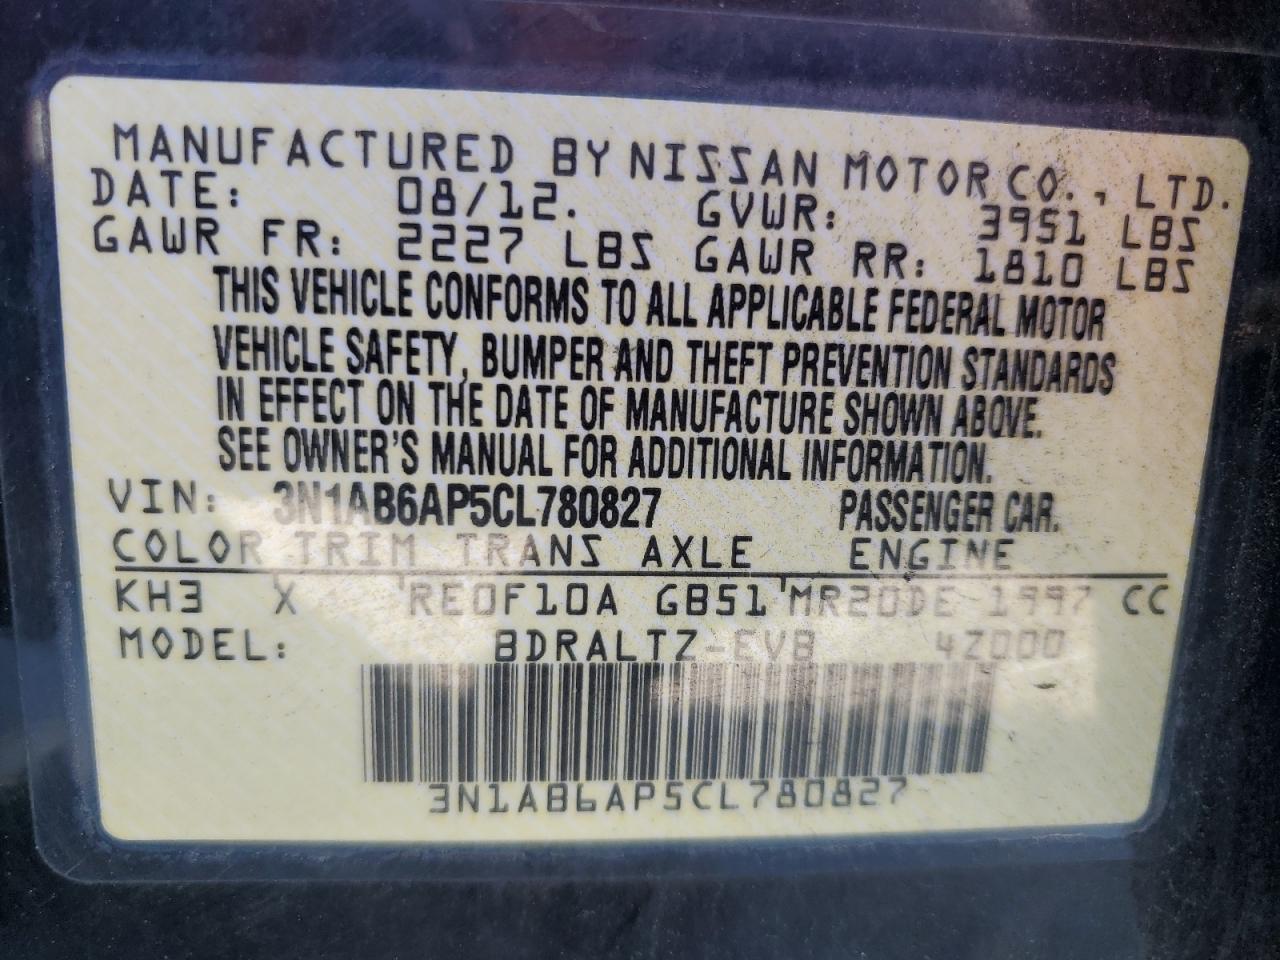 MANUFACTURED BY NISSAN MOTOR CO., LTD.
DATE: 08/12. GVWR: 3951 LBS
GAWR FR: 2227 LBS GAWR RR: 1810 LBS
THIS VEHICLE CONFORMS TO ALL APPLICABLE FEDERAL MOTOR
VEHICLE SAFETY, BUMPER AND THEFT PREVENTION STANDARDS
IN EFFECT ON THE DATE OF MANUFACTURE SHOWN ABOVE.
SEE OWNER'S MANUAL FOR ADDITIONAL INFORMATION.
VIN: 3N1AB6AP5CL780827 PASSENGER CAR.
COLOR TRIM TRANS AXLE ENGINE
KH3 X 'RE0F10A GB51'MR20DE 1997 CC
MODEL: BDRALTZ-EVB 4Z000
3N1AB6AP5CL780827